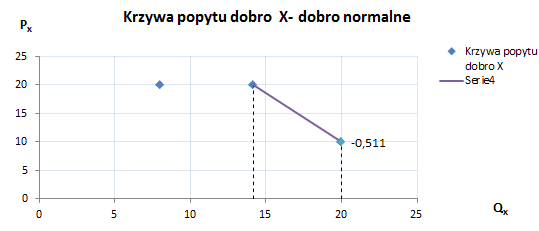 Krzywa popytu dobro X- dobro normalne
Px
25
20
15
10
5
0
-0,511
0
5
10
15
20
25
Qx
Krzywa popytu
dobro X
Serie4